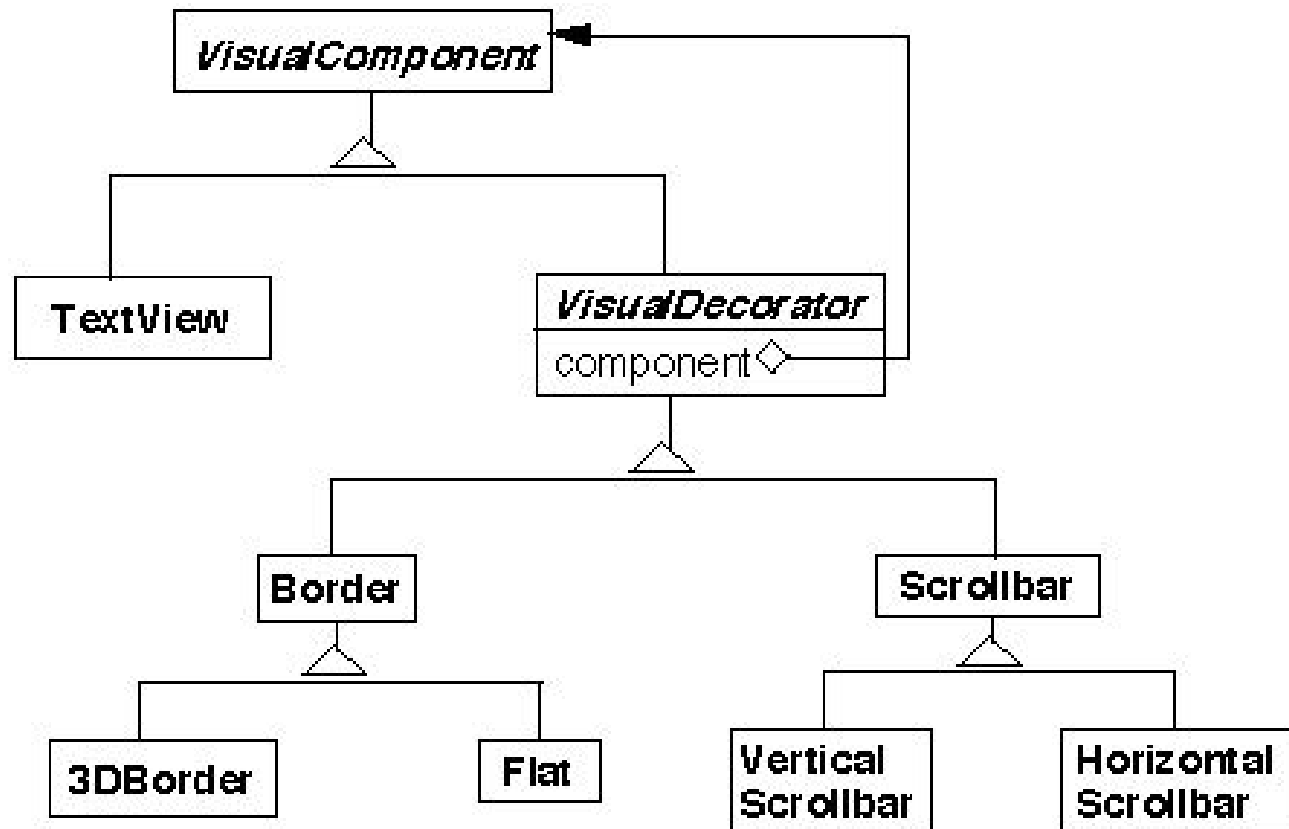 VisualComponent
TextView
VisualDecorator
component
Border
Scrollbar
3DBorder
Flat
Vertical
Scrollbar
Horizontal
Scrollbar